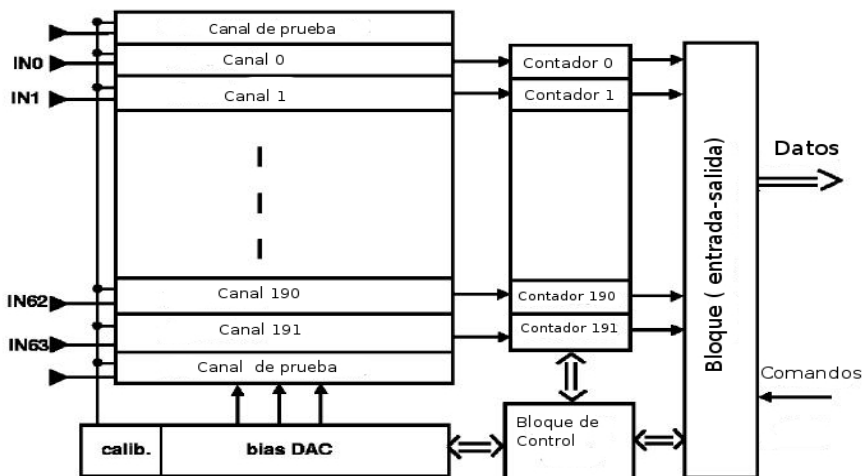 Canal de prueba
IN0 Canal 0 Contador 0
IN1 Canal 1 Contador 1
Datos
Bloque ( entrada-salida)
IN62 Canal 190 Contador 190
IN63 Canal 191 Contador 191
Canal de prueba
Comandos
calib. bias DAC
Bloque de
Control